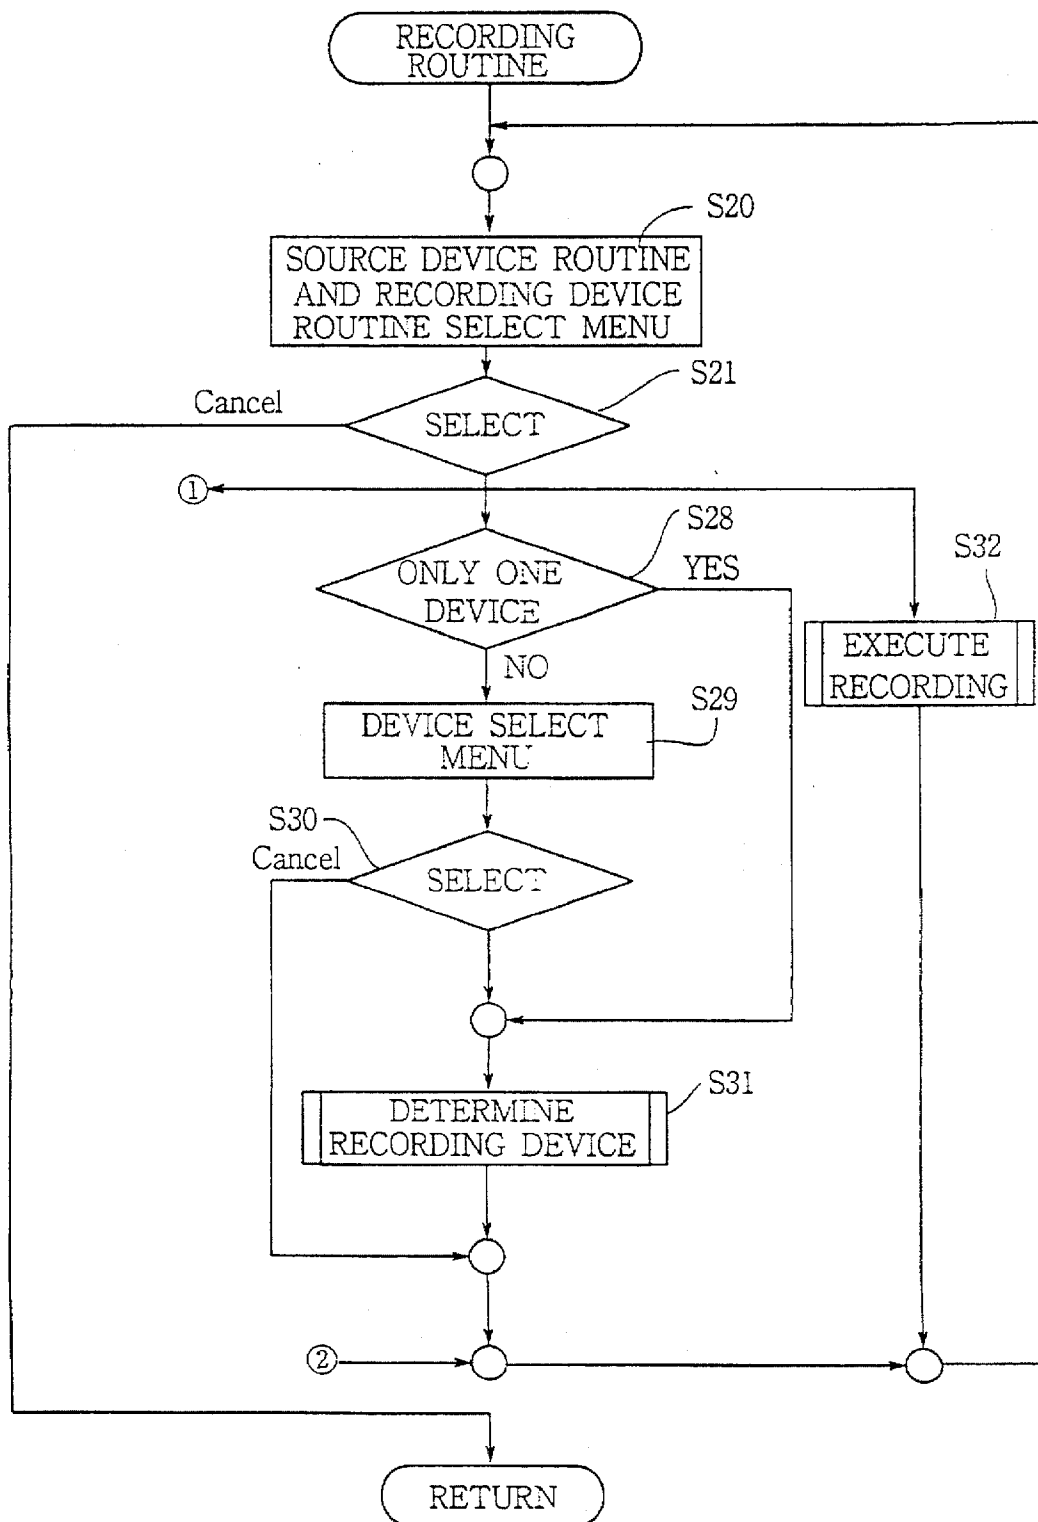 RECORDING
ROUTINE
S20
SOURCE DEVICE ROUTINE
AND RECORDING DEVICE
ROUTINE SELECT MENU
S21
Cancel
SELECT
①
S28
ONLY ONE
DEVICE
YES
S32
EXECUTE
RECORDING
NO
S29
DEVICE SELECT
MENU
S30
Cancel
SELECT
S31
DETERMINE
RECORDING DEVICE
②
RETURN